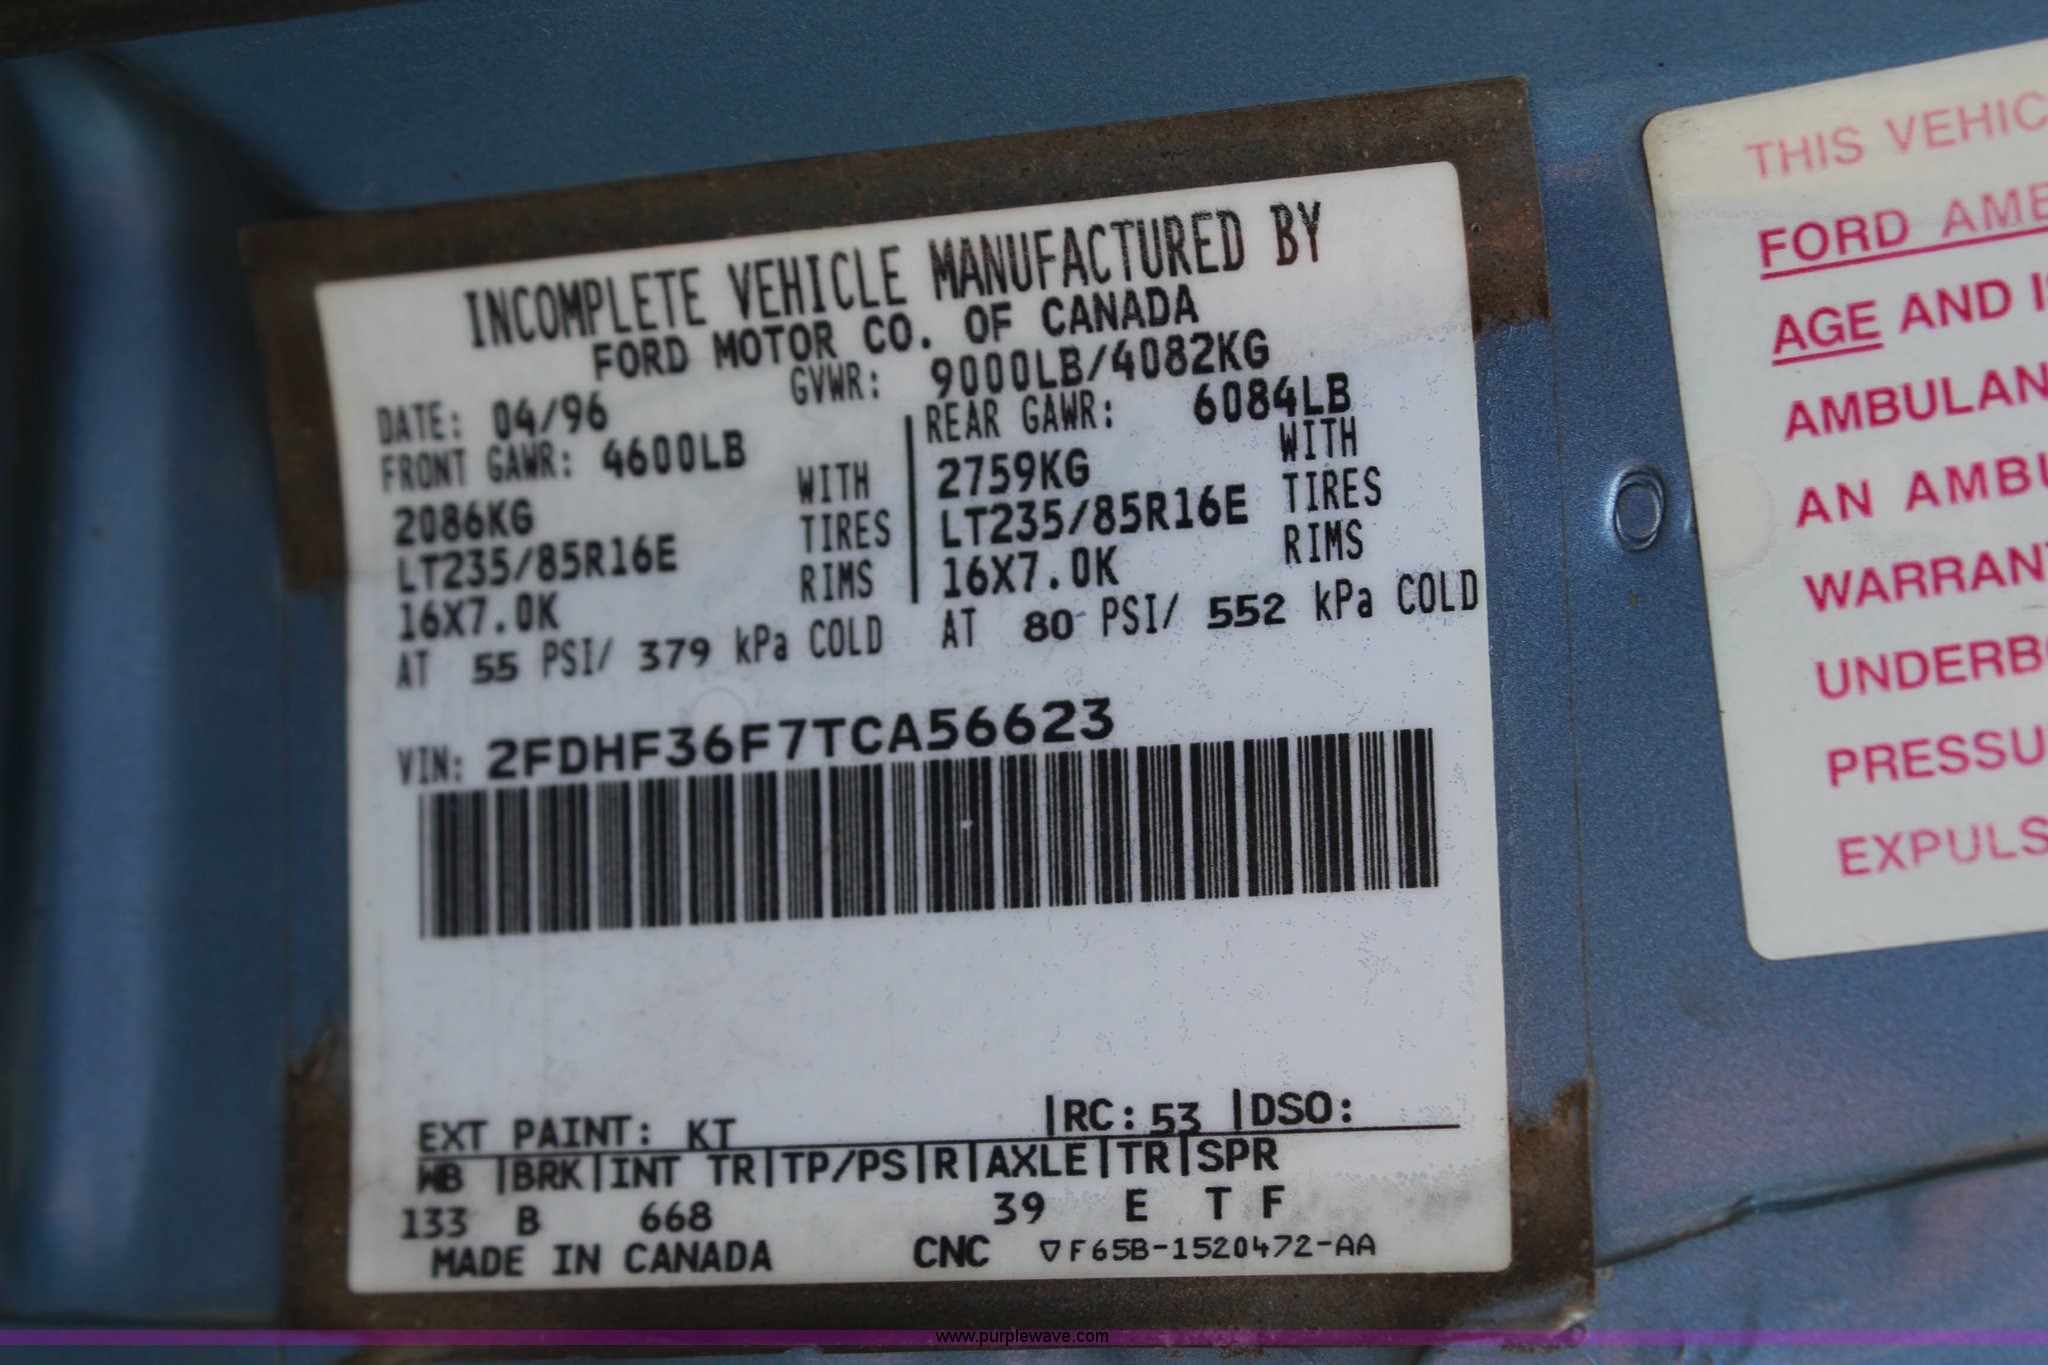 INCOMPLETE VEHICLE MANUFACTURED BY
FORD MOTOR CO. OF CANADA
DATE: 04/96 GVWR: 9000LB/4082KG
FRONT GAWR: 4600LB
2086KG WITH
LT235/85R16E TIRES
16X7.0K RIMS
AT 55 PSI/ 379 kPa COLD
REAR GAWR: 6084LB
2759KG WITH
LT235/85R16E TIRES
16X7.0K RIMS
AT 80 PSI/ 552 kPa COLD
VIN: 2FDHF36F7TCA56623
EXT PAINT: KT |RC: 53 |DSO:
WB |BRK|INT TR|TP/PS|R|AXLE|TR|SPR
133 B 668 39 E T F
MADE IN CANADA CNC ▽F65B-1520472-AA
THIS VEHIC
FORD AMB
AGE AND I
AMBULAN
AN AMBU
WARRAN
UNDERB
PRESSU
EXPULS
www.purplewave.com